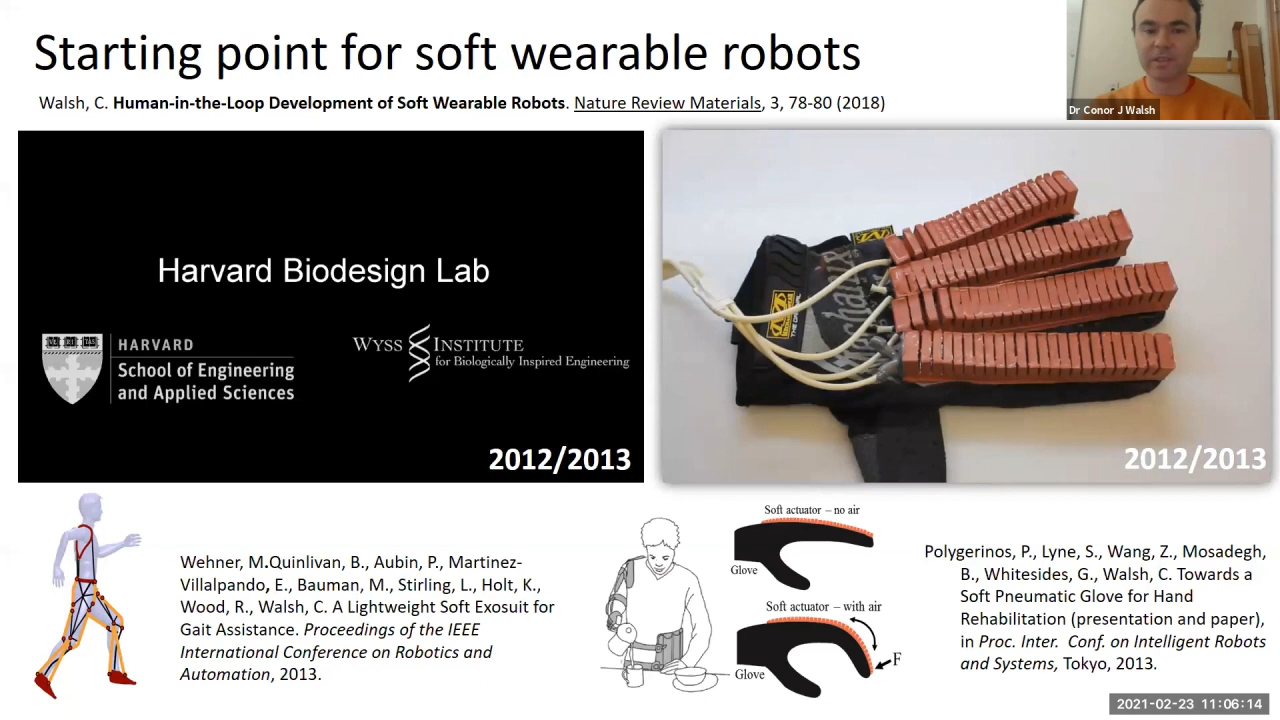 Starting point for soft wearable robots
Walsh, C. Human-in-the-Loop Development of Soft Wearable Robots. Nature Review Materials, 3, 78-80 (2018)
Dr Conor J Walsh
Harvard Biodesign Lab
HARVARD
School of Engineering
and Applied Sciences
WYSS INSTITUTE
for Biologically Inspired Engineering
2012/2013
Mechanix
THE ORIGINAL
2012/2013
Wehner, M.Quinlivan, B., Aubin, P., Martinez-
Villalpando, E., Bauman, M., Stirling, L., Holt, K.,
Wood, R., Walsh, C. A Lightweight Soft Exosuit for
Gait Assistance. Proceedings of the IEEE
International Conference on Robotics and
Automation, 2013.
Soft actuator – no air
Glove
Soft actuator – with air
F
Glove
Polygerinos, P., Lyne, S., Wang, Z., Mosadegh,
B., Whitesides, G., Walsh, C. Towards a
Soft Pneumatic Glove for Hand
Rehabilitation (presentation and paper),
in Proc. Inter. Conf. on Intelligent Robots
and Systems, Tokyo, 2013.
2021-02-23 11:06:14